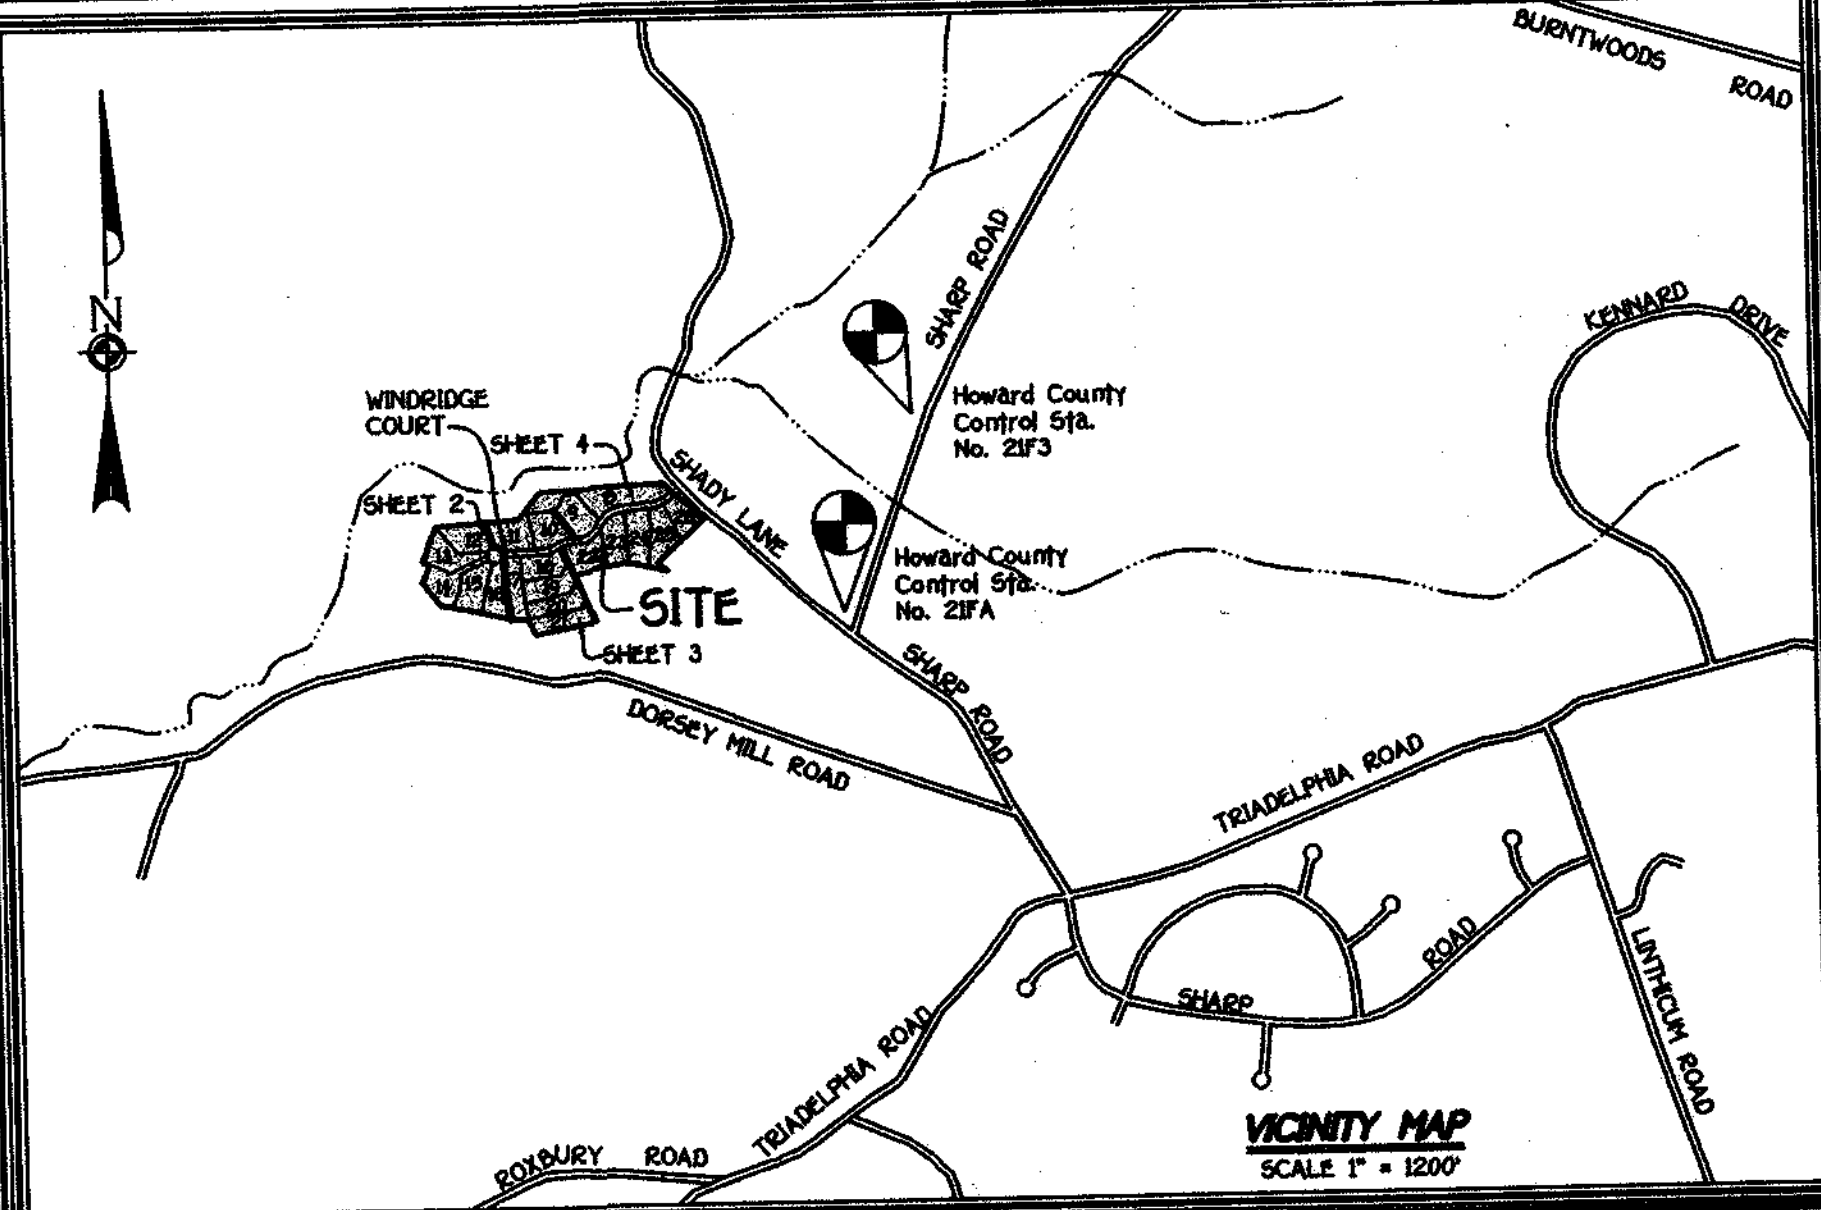 BURNTWOODS
ROAD
N
SHARP ROAD
KENNARD DRIVE
WINDRIDGE
COURT
SHEET 4
SHEET 2
SHADY LANE
Howard County
Control Sta.
No. 21F3
Howard County
Control Sta.
No. 21FA
SITE
SHEET 3
SHARP ROAD
DORSEY MILL ROAD
TRIADELPHIA ROAD
SHARP ROAD
LINTHICUM ROAD
TRIADELPHIA ROAD
ROXBURY ROAD
VICINITY MAP
SCALE 1" = 1200'